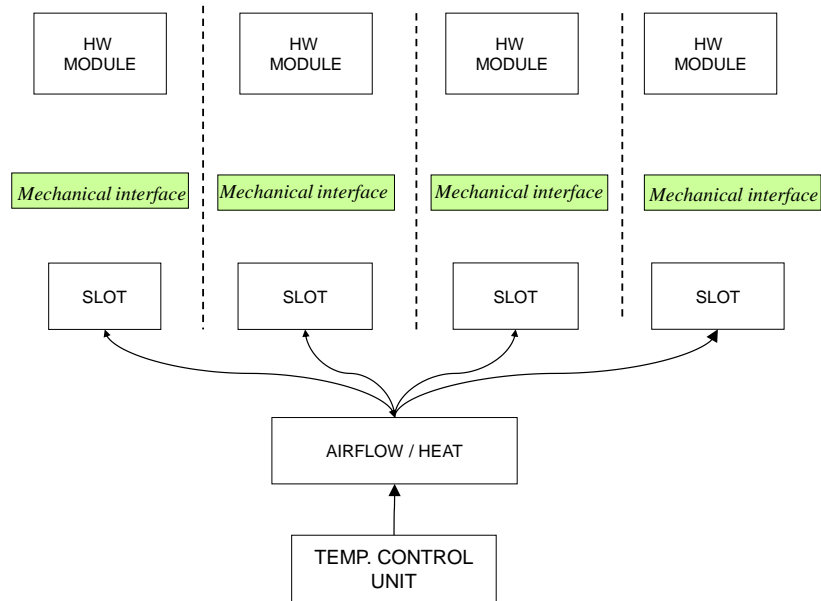 HW
MODULE
HW
MODULE
HW
MODULE
HW
MODULE
Mechanical interface
Mechanical interface
Mechanical interface
Mechanical interface
SLOT
SLOT
SLOT
SLOT
AIRFLOW / HEAT
TEMP. CONTROL
UNIT